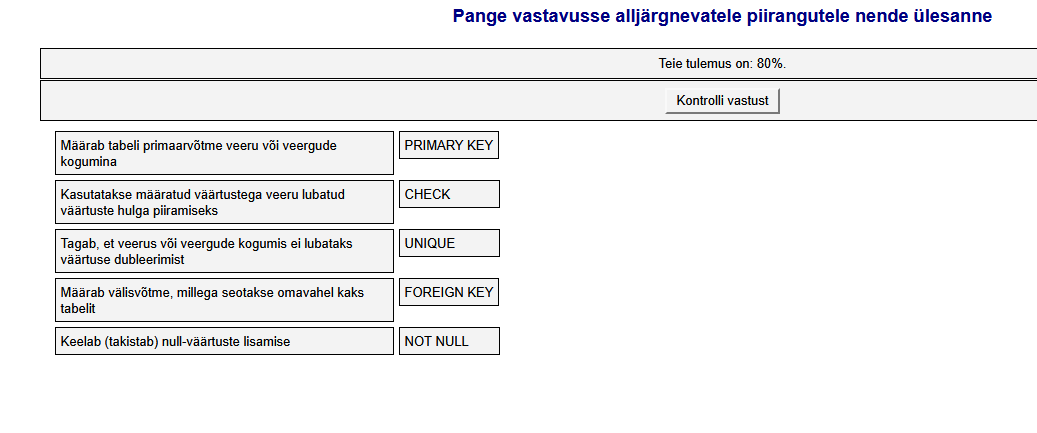 Pange vastavusse alljärgnevatele piirangutele nende ülesanne
Teie tulemus on: 80%.
Kontrolli vastust
Määrab tabeli primaarvõtme veeru või veergude
kogumina
PRIMARY KEY
Kasutatakse määratud väärtustega veeru lubatud
väärtuste hulga piiramiseks
CHECK
Tagab, et veerus või veergude kogumis ei lubataks
väärtuse dubleerimist
UNIQUE
Määrab välisvõtme, millega seotakse omavahel kaks
tabelit
FOREIGN KEY
Keelab (takistab) null-väärtuste lisamise
NOT NULL